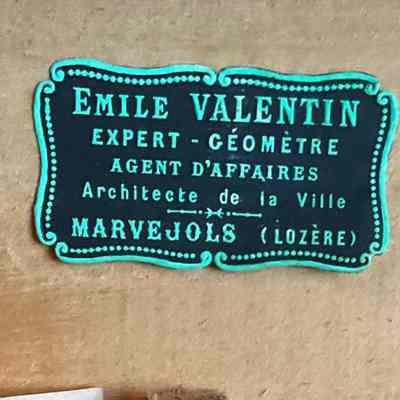 EMILE VALENTIN
EXPERT - GÉOMÈTRE
AGENT D'AFFAIRES
Architecte de la Ville
MARVEJOLS (LOZÈRE)